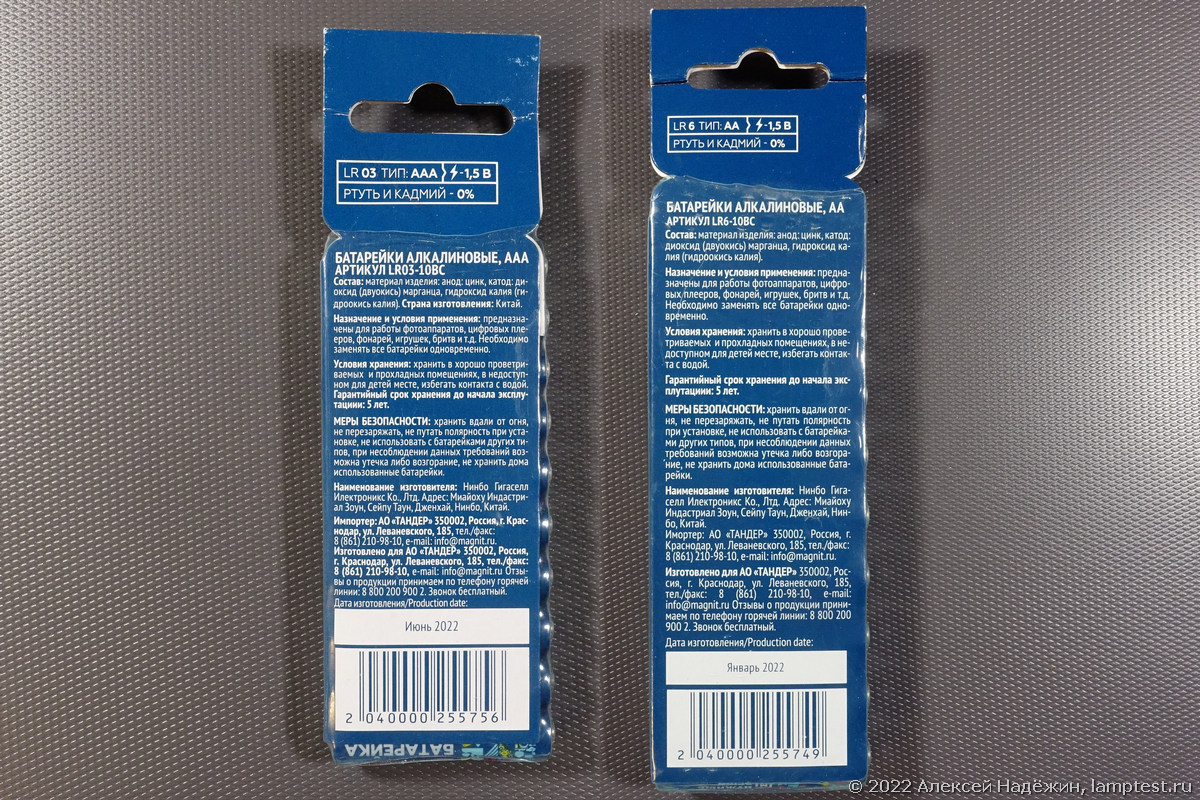 LR 03 ТИП: AAA -1,5 В
РТУТЬ И КАДМИЙ - 0%
БАТАРЕЙКИ АЛКАЛИНОВЫЕ, AAA
АРТИКУЛ LR03-10BC
Состав: материал изделия: анод: цинк, катод: ди-
оксид (двуокись) марганца, гидроксид калия (ги-
дроокись калия). Страна изготовления: Китай.
Назначение и условия применения: предназна-
чены для работы фотоаппаратов, цифровых плее-
еров, фонарей, игрушек, бритв и т.д. Необходимо
заменять все батарейки одновременно.
Условия хранения: хранить в хорошо проветри-
ваемых и прохладных помещениях, в недоступ-
ном для детей месте, избегать контакта с водой.
Гарантийный срок хранения до начала эксплу-
тациии: 5 лет.
МЕРЫ БЕЗОПАСНОСТИ: хранить вдали от огня,
не перезаряжать, не путать полярность при уста-
новке, не использовать с батарейками других ти-
пов, при несоблюдении данных требований воз-
можна утечка либо возгорание, не хранить дома
использованные батарейки.
Наименование изготовителя: Нинбо Гигаселл
Илектроникс Ко., Лтд. Адрес: Миайоху Индастри-
ал Зоун, Сейпу Таун, Дженхай, Нинбо, Китай.
Импортер: АО «ТАНДЕР» 350002, Россия, г. Крас-
нодар, ул. Леваневского, 185, тел./факс:
8 (861) 210-98-10, e-mail: info@magnit.ru.
Изготовлено для АО «ТАНДЕР» 350002, Россия,
г. Краснодар, ул. Леваневского, 185, тел./факс:
8 (861) 210-98-10, e-mail: info@magnit.ru Отзы-
вы о продукции принимаем по телефону горячей
линии: 8 800 200 900 2. Звонок бесплатный.
Дата изготовления/Production date:
Июнь 2022
2 040000 255756
БАТАРЕЙКА
LR 6 ТИП: AA -1,5 В
РТУТЬ И КАДМИЙ - 0%
БАТАРЕЙКИ АЛКАЛИНОВЫЕ, AA
АРТИКУЛ LR6-10BC
Состав: материал изделия: анод: цинк, катод:
диоксид (двуокись) марганца, гидроксид ка-
лия (гидроокись калия).
Назначение и условия применения: предна-
значены для работы фотоаппаратов, цифро-
вых плееров, фонарей, игрушек, бритв и т.д.
Необходимо заменять все батарейки одно-
временно.
Условия хранения: хранить в хорошо прове-
триваемых и прохладных помещениях, в не-
доступном для детей месте, избегать контак-
та с водой.
Гарантийный срок хранения до начала экс-
плутациии: 5 лет.
МЕРЫ БЕЗОПАСНОСТИ: хранить вдали от ог-
ня, не перезаряжать, не путать полярность
при установке, не использовать с батарейка-
ми других типов, при несоблюдении данных
требований возможна утечка либо возгора-
ние, не хранить дома использованные бата-
рейки.
Наименование изготовителя: Нинбо Гига-
селл Илектроникс Ко., Лтд. Адрес: Миайоху
Индастриал Зоун, Сейпу Таун, Дженхай, Нин-
бо, Китай.
Иморtер: АО «ТАНДЕР» 350002, Россия, г.
Краснодар, ул. Леваневского, 185, тел./факс:
8 (861) 210-98-10, e-mail: info@magnit.ru.
Изготовлено для АО «ТАНДЕР» 350002, Рос-
сия, г. Краснодар, ул. Леваневского, 185,
тел./факс: 8 (861) 210-98-10, e-mail:
info@magnit.ru Отзывы о продукции прини-
маем по телефону горячей линии: 8 800 200
900 2. Звонок бесплатный.
Дата изготовления/Production date:
Январь 2022
2 040000 255749
© 2022 Алексей Надёжин, lamptest.ru